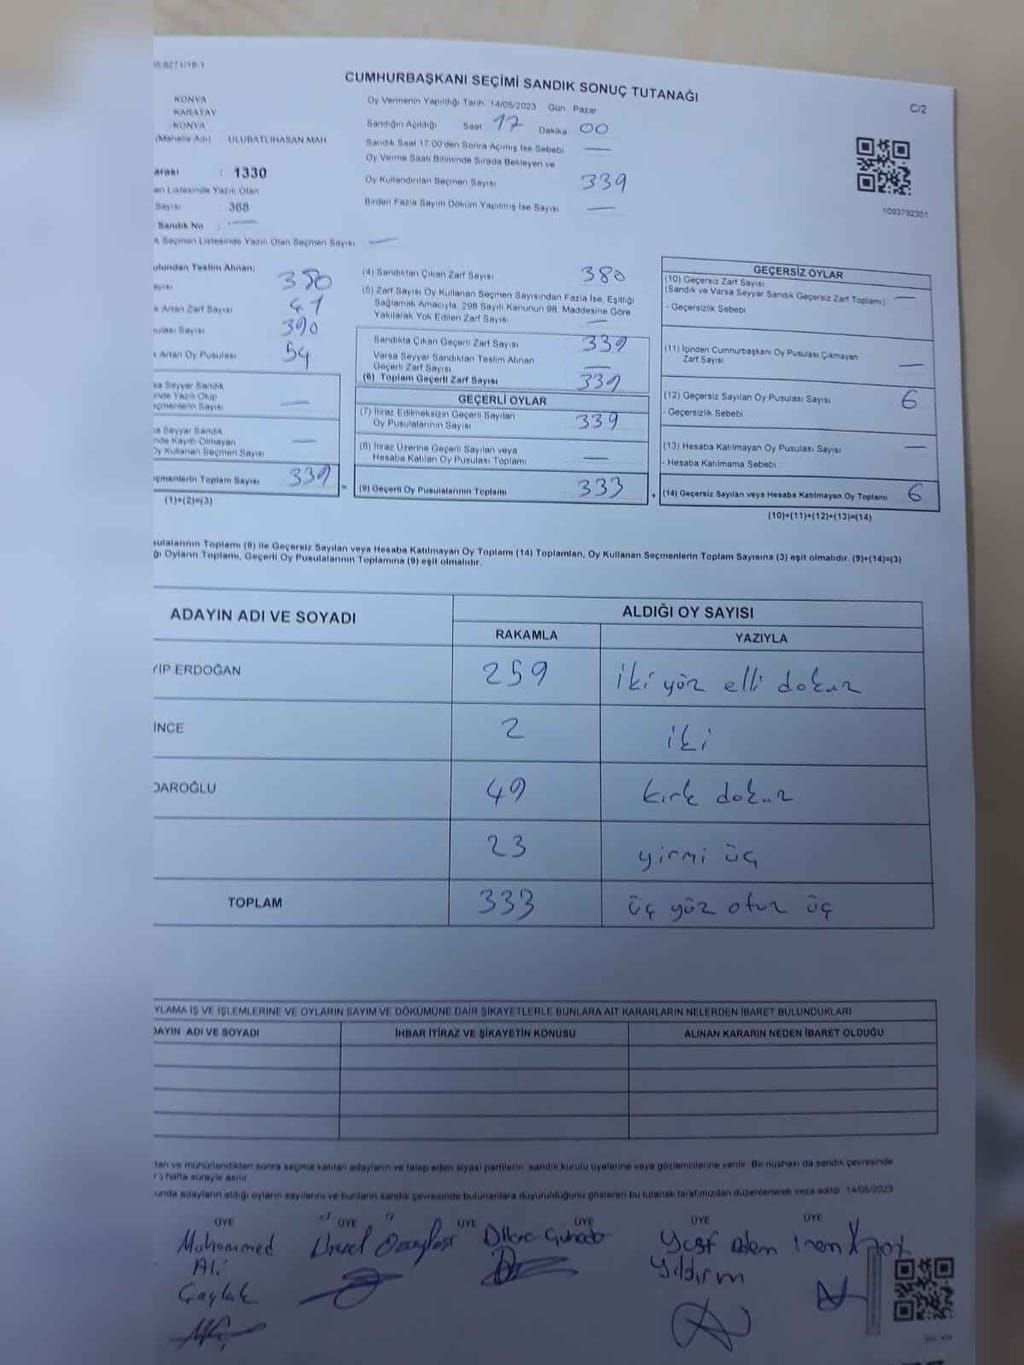 CUMHURBAŞKANI SEÇİMİ SANDIK SONUÇ TUTANAĞI
C/2
KONYA
KARATAY
KONYA
(Mahalle Adı) ULUBATLIHASAN MAH
Oy Vermenin Yapıldığı Tarih 14/05/2023 Gün Pazar
Sandığın Açıldığı Saat 17 Dakika 00
Sandık Saat 17:00'den Sonra Açımış İse Sebebi —
Oy Verme Saati Bitiminde Sırada Bekleyen ve
Oy Kullandırılan Seçmen Sayısı 339
Birden Fazla Sayım Döküm Yapılmış İse Sayısı —
1093792351
arası : 1330
en Listesinde Yazılı Olan
Sayısı : 368
Sandık No : —
k Seçmen Listesinde Yazılı Olan Seçmen Sayısı —
ulundan Teslim Alınan;
ayısı 380
k Artan Zarf Sayısı 41
ulası Sayısı 390
k Artan Oy Pusulası 54
sa Seyyar Sandık
inde Yazılı Olup
eçmenlerin Sayısı —
sa Seyyar Sandık
nde Kayıtlı Olmayan
Oy Kullanan Seçmen Sayısı —
eçmenlerin Toplam Sayısı 339 =
(1)+(2)=(3)
(4) Sandıktan Çıkan Zarf Sayısı 380
(5) Zarf Sayısı Oy Kullanan Seçmen Sayısından Fazla İse, Eşitliği
Sağlamak Amacıyla, 298 Sayılı Kanunun 98. Maddesine Göre
Yakılarak Yok Edilen Zarf Sayısı —
Sandıkta Çıkan Geçerli Zarf Sayısı 339
Varsa Seyyar Sandıktan Teslim Alınan
Geçerli Zarf Sayısı —
(6) Toplam Geçerli Zarf Sayısı 339
GEÇERLİ OYLAR
(7) İtiraz Edilmeksizin Geçerli Sayılan
Oy Pusulalarının Sayısı 339
(8) İtiraz Üzerine Geçerli Sayılan veya
Hesaba Katılan Oy Pusulası Toplamı —
(9) Geçerli Oy Pusulalarının Toplamı 333 +
GEÇERSİZ OYLAR
(10) Geçersiz Zarf Sayısı
(Sandık ve Varsa Seyyar Sandık Geçersiz Zarf Toplamı) —
- Geçersizlik Sebebi
(11) İçinden Cumhurbaşkanı Oy Pusulası Çıkmayan
Zarf Sayısı —
(12) Geçersiz Sayılan Oy Pusulası Sayısı 6
- Geçersizlik Sebebi
(13) Hesaba Katılmayan Oy Pusulası Sayısı —
- Hesaba Katılmama Sebebi
(14) Geçersiz Sayılan veya Hesaba Katılmayan Oy Toplamı 6
(10)+(11)+(12)+(13)=(14)
sulalarının Toplamı (9) ile Geçersiz Sayılan veya Hesaba Katılmayan Oy Toplamı (14) Toplamları, Oy Kullanan Seçmenlerin Toplam Sayısına (3) eşit olmalıdır. (9)+(14)=(3)
ğı Oyların Toplamı, Geçerli Oy Pusulalarının Toplamına (9) eşit olmalıdır.
ADAYIN ADI VE SOYADI
ALDIĞI OY SAYISI
RAKAMLA YAZIYLA
YİP ERDOĞAN 259 iki yüz elli dokuz
İNCE 2 iki
DAROĞLU 49 kırk dokuz
23 yirmi üç
TOPLAM 333 üç yüz otuz üç
YLAMA İŞ VE İŞLEMLERİNE VE OYLARIN SAYIM VE DÖKÜMÜNE DAİR ŞİKAYETLERLE BUNLARA AİT KARARLARIN NELERDEN İBARET BULUNDUKLARI
DAYIN ADI VE SOYADI İHBAR İTİRAZ VE ŞİKAYETİN KONUSU ALINAN KARARIN NEDEN İBARET OLDUĞU
tan ve mühürlendikten sonra seçime katılan adayların ve talep eden siyasi partilerin sandık kurulu üyelerine veya gözlemcilerine verilir. Bir nüshası da sandık çevresinde
r) hafta süreyle asılır.
unda adayların aldığı oyların sayılarını ve bunların sandık çevresinde bulunanlara duyurulduğunu gösteren bu tutanak tarafımızdan düzenlenerek imza edildi. 14/05/2023
ÜYE ÜYE ÜYE ÜYE ÜYE ÜYE
Mohammed
Ali
Çaylak
Yusf Adem
Yıldırım